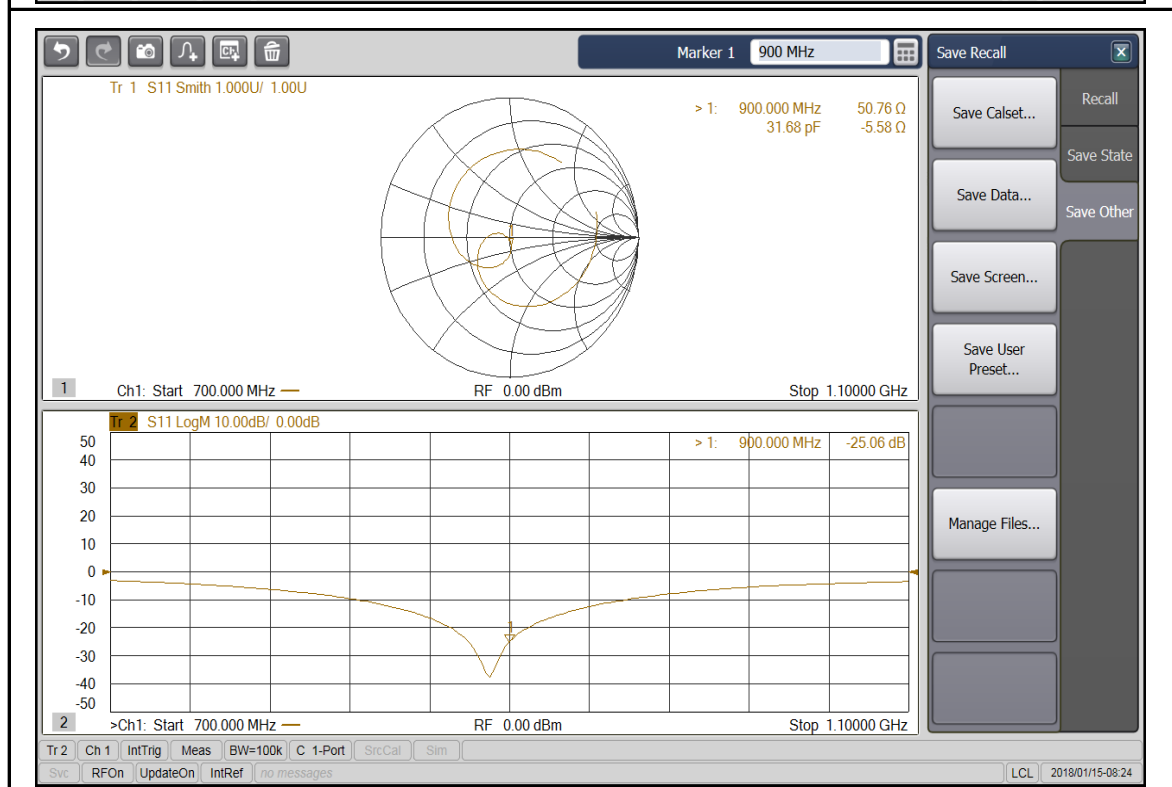 Marker 1 900 MHz
Save Recall
Tr 1 S11 Smith 1.000U/ 1.00U
> 1: 900.000 MHz 50.76 Ω
31.68 pF -5.58 Ω
1 Ch1: Start 700.000 MHz — RF 0.00 dBm Stop 1.10000 GHz
Tr 2 S11 LogM 10.00dB/ 0.00dB
> 1: 900.000 MHz -25.06 dB
50
40
30
20
10
0
-10
-20
-30
-40
-50
1
2 >Ch1: Start 700.000 MHz — RF 0.00 dBm Stop 1.10000 GHz
Save Calset...
Save Data...
Save Screen...
Save User
Preset...
Manage Files...
Recall
Save State
Save Other
Tr 2 Ch 1 IntTrig Meas BW=100k C 1-Port SrcCal Sim
Svc RFOn UpdateOn IntRef no messages LCL 2018/01/15-08:24